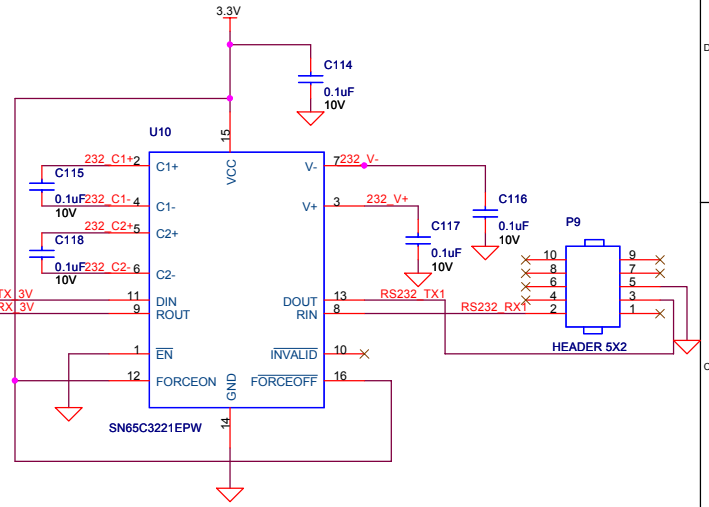 3.3V
D
C114
0.1uF
10V
U10
15
VCC
232_C1+ 2 C1+
V- 7 232_V-
C115
0.1uF
10V
232_C1- 4 C1-
V+ 3 232_V+
C116
0.1uF
10V
P9
232_C2+ 5 C2+
C118
0.1uF
10V
232_C2- 6 C2-
C117
0.1uF
10V
10 9
8 7
6 5
4 3
2 1
TX_3V 11 DIN
DOUT 13 RS232_TX1
RX_3V 9 ROUT
RIN 8 RS232_RX1
1 EN
INVALID 10
HEADER 5X2
C
12 FORCEON
FORCEOFF 16
GND
14
SN65C3221EPW